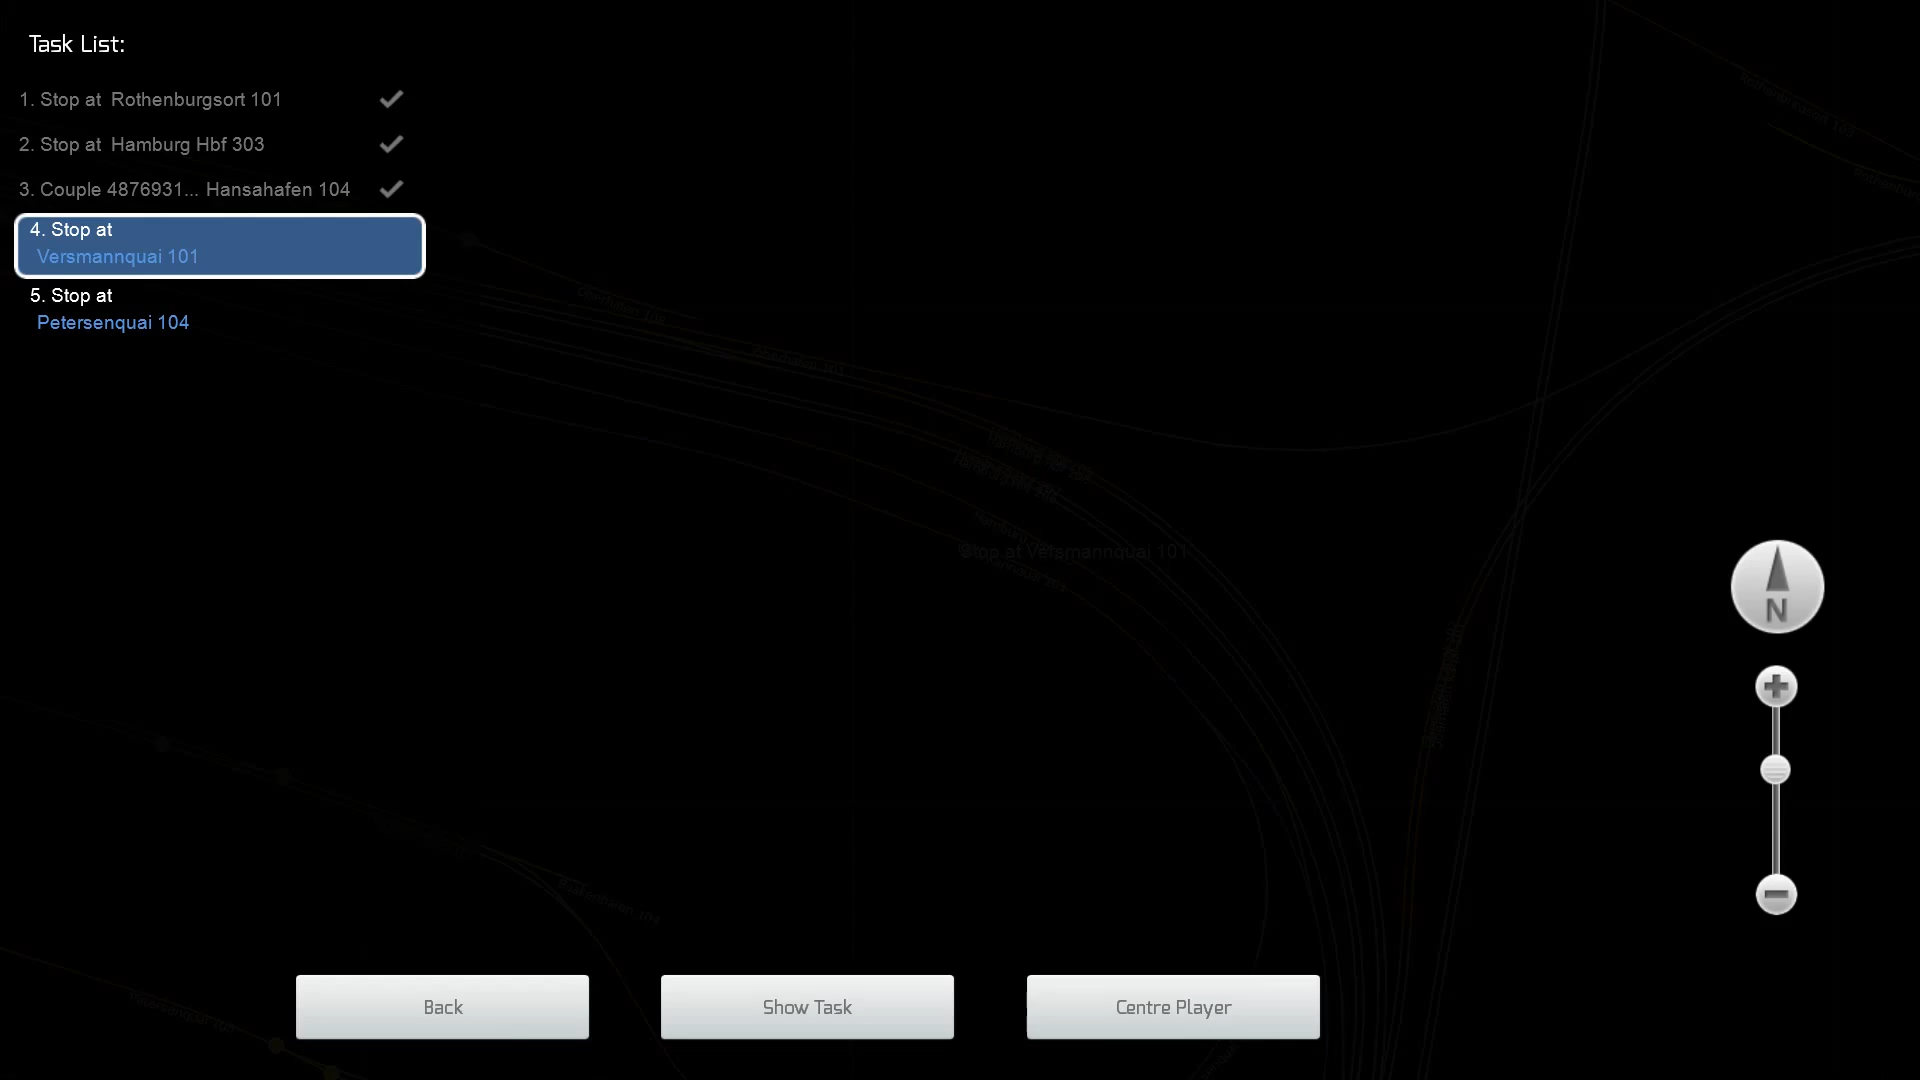 Task List:
1. Stop at Rothenburgsort 101
2. Stop at Hamburg Hbf 303
3. Couple 4876931... Hansahafen 104
4. Stop at
Versmannquai 101
5. Stop at
Petersenquai 104
Stop at Versmannquai 101
N
Back
Show Task
Centre Player